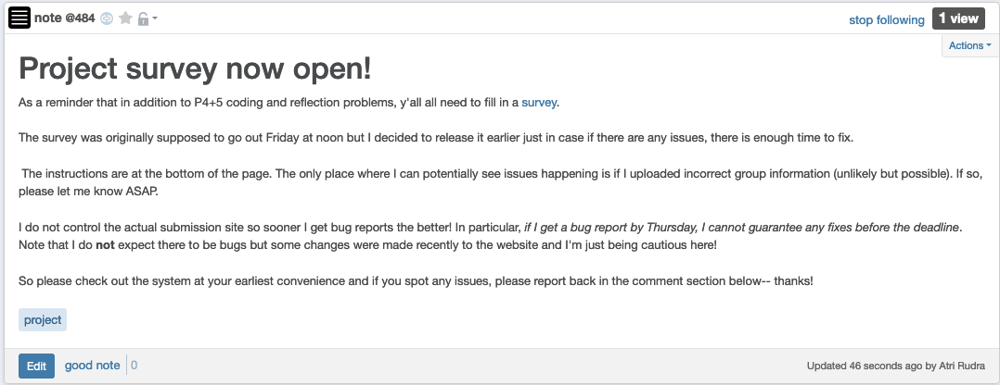 note @484
stop following 1 view
Actions
Project survey now open!
As a reminder that in addition to P4+5 coding and reflection problems, y'all all need to fill in a survey.
The survey was originally supposed to go out Friday at noon but I decided to release it earlier just in case if there are any issues, there is enough time to fix.
The instructions are at the bottom of the page. The only place where I can potentially see issues happening is if I uploaded incorrect group information (unlikely but possible). If so,
please let me know ASAP.
I do not control the actual submission site so sooner I get bug reports the better! In particular, if I get a bug report by Thursday, I cannot guarantee any fixes before the deadline.
Note that I do not expect there to be bugs but some changes were made recently to the website and I'm just being cautious here!
So please check out the system at your earliest convenience and if you spot any issues, please report back in the comment section below-- thanks!
project
Edit good note 0
Updated 46 seconds ago by Atri Rudra